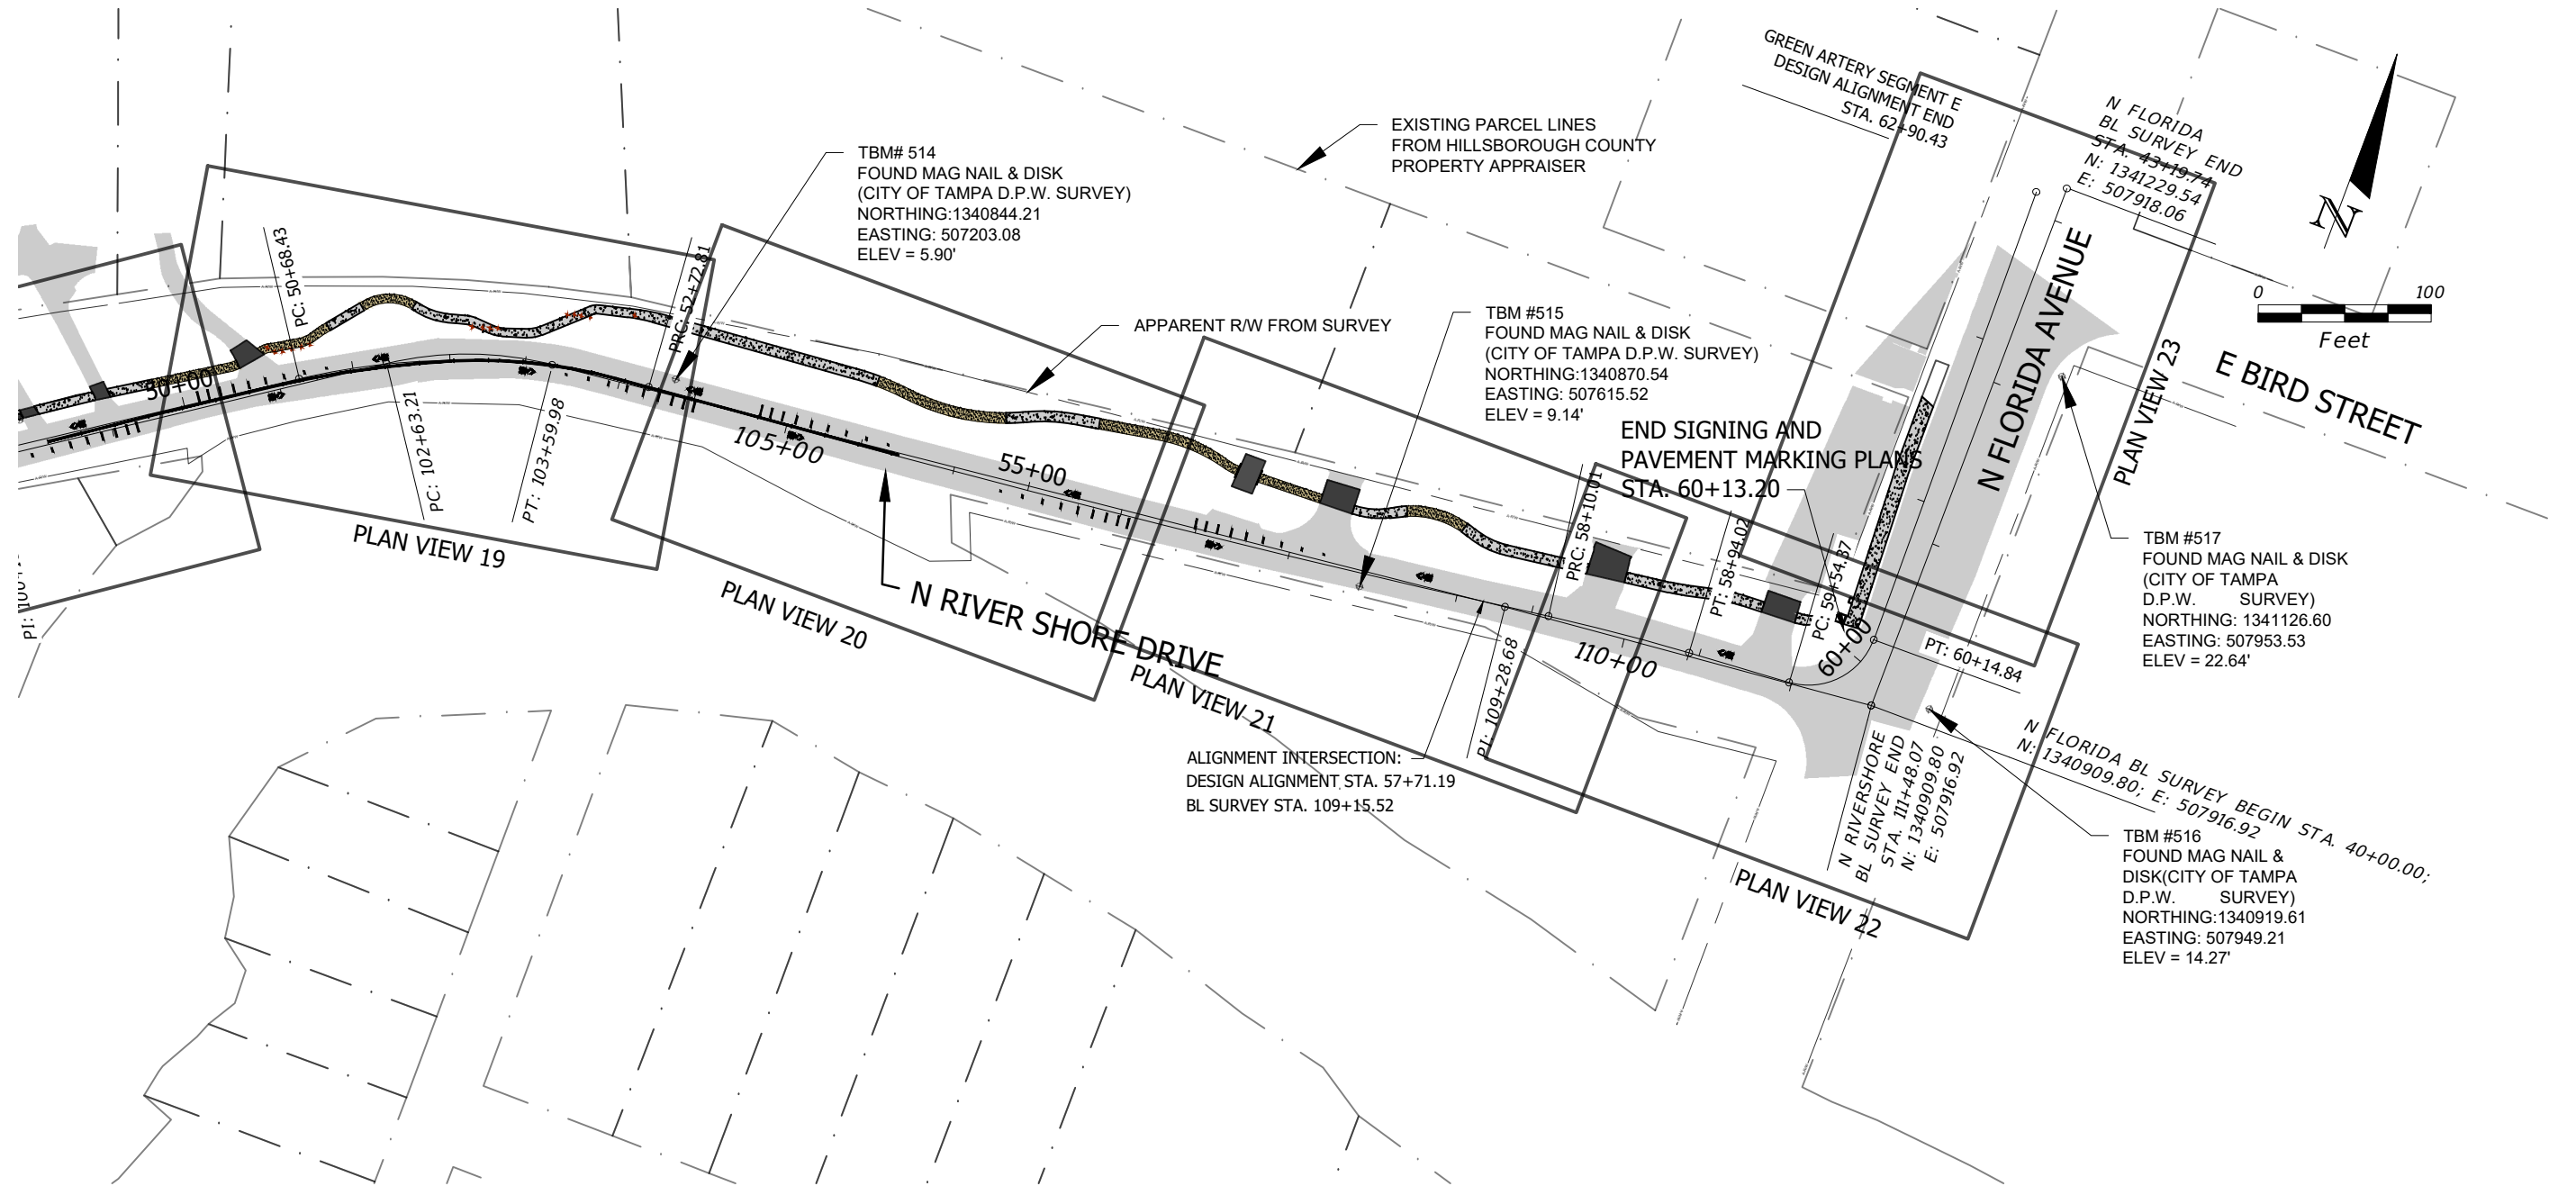 GREEN ARTERY SEGMENT E
DESIGN ALIGNMENT END
STA. 62+90.43
N FLORIDA
BL SURVEY END
STA. 43+19.74
N: 1341229.54
E: 507918.06
N
0 100
Feet
EXISTING PARCEL LINES
FROM HILLSBOROUGH COUNTY
PROPERTY APPRAISER
TBM# 514
FOUND MAG NAIL & DISK
(CITY OF TAMPA D.P.W. SURVEY)
NORTHING:1340844.21
EASTING: 507203.08
ELEV = 5.90'
PC: 50+68.43
PRC: 52+72.81
APPARENT R/W FROM SURVEY
TBM #515
FOUND MAG NAIL & DISK
(CITY OF TAMPA D.P.W. SURVEY)
NORTHING:1340870.54
EASTING: 507615.52
ELEV = 9.14'
END SIGNING AND
PAVEMENT MARKING PLANS
STA. 60+13.20
N FLORIDA AVENUE
PLAN VIEW 23
E BIRD STREET
50+00
PC: 102+63.21
PT: 103+59.98
105+00
55+00
PRC: 58+10.01
PT: 58+94.02
PC: 59+54.37
60+00
PT: 60+14.84
TBM #517
FOUND MAG NAIL & DISK
(CITY OF TAMPA
D.P.W. SURVEY)
NORTHING: 1341126.60
EASTING: 507953.53
ELEV = 22.64'
PLAN VIEW 19
PLAN VIEW 20
N RIVER SHORE DRIVE
PLAN VIEW 21
PI: 109+28.68
110+00
ALIGNMENT INTERSECTION:
DESIGN ALIGNMENT STA. 57+71.19
BL SURVEY STA. 109+15.52
N RIVERSHORE
BL SURVEY END
STA. 111+48.07
N: 1340909.80
E: 507916.92
N FLORIDA BL SURVEY BEGIN STA. 40+00.00;
N: 1340909.80; E: 507916.92
TBM #516
FOUND MAG NAIL &
DISK(CITY OF TAMPA
D.P.W. SURVEY)
NORTHING:1340919.61
EASTING: 507949.21
ELEV = 14.27'
PLAN VIEW 22